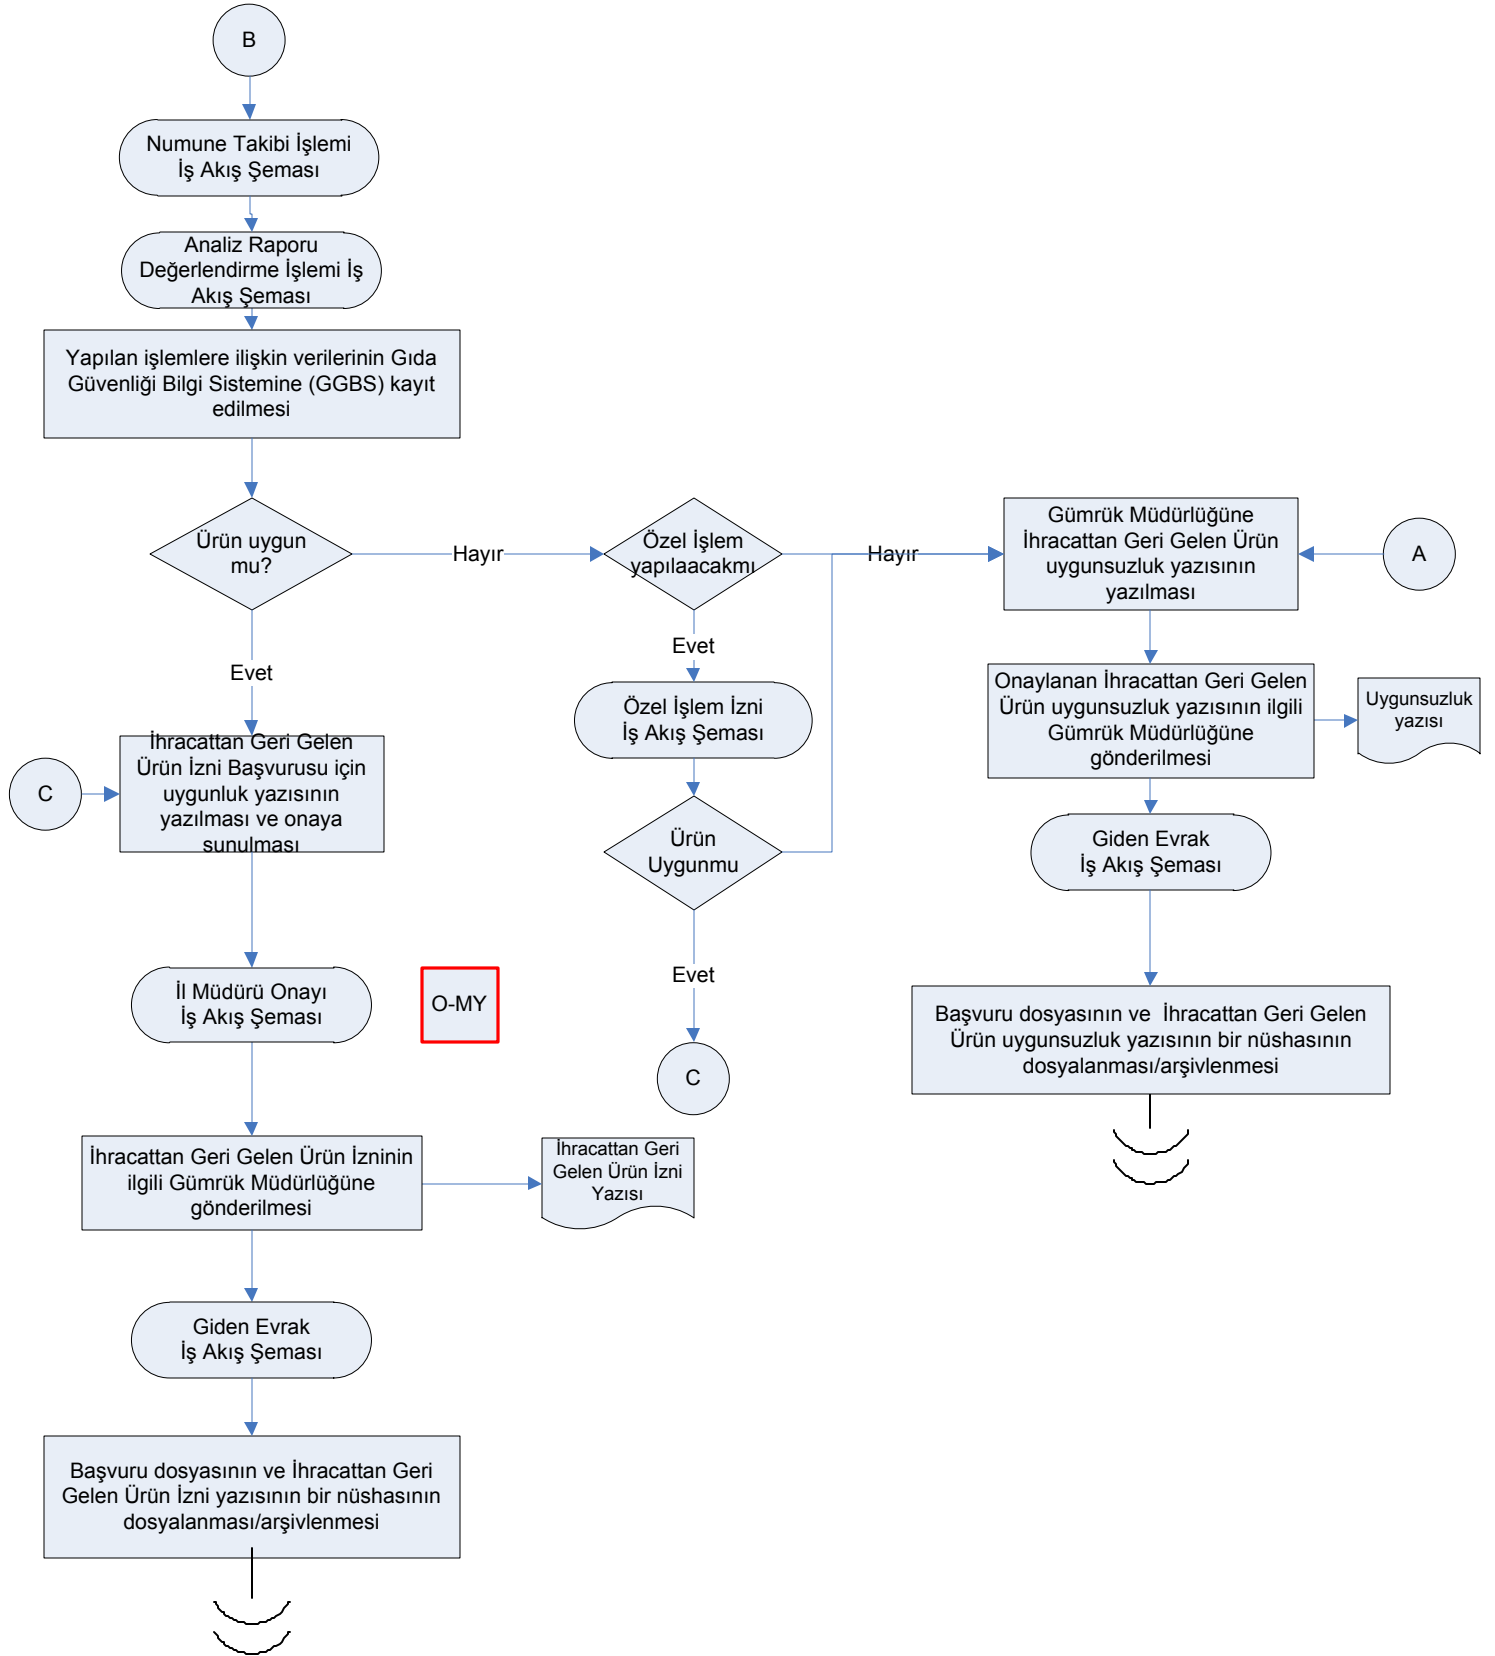 B
Numune Takibi İşlemi
İş Akış Şeması
Analiz Raporu
Değerlendirme İşlemi İş
Akış Şeması
Yapılan işlemlere ilişkin verilerinin Gıda
Güvenliği Bilgi Sistemine (GGBS) kayıt
edilmesi
Ürün uygun
mu?
Hayır
Özel İşlem
yapılaacakmı
Hayır
Gümrük Müdürlüğüne
İhracattan Geri Gelen Ürün
uygunsuzluk yazısının
yazılması
A
Evet
Evet
Özel İşlem İzni
İş Akış Şeması
Onaylanan İhracattan Geri Gelen
Ürün uygunsuzluk yazısının ilgili
Gümrük Müdürlüğüne
gönderilmesi
Uygunsuzluk
yazısı
C
İhracattan Geri Gelen
Ürün İzni Başvurusu için
uygunluk yazısının
yazılması ve onaya
sunulması
Ürün
Uygunmu
Giden Evrak
İş Akış Şeması
Evet
İl Müdürü Onayı
İş Akış Şeması
O-MY
C
Başvuru dosyasının ve İhracattan Geri Gelen
Ürün uygunsuzluk yazısının bir nüshasının
dosyalanması/arşivlenmesi
İhracattan Geri Gelen Ürün İzninin
ilgili Gümrük Müdürlüğüne
gönderilmesi
İhracattan Geri
Gelen Ürün İzni
Yazısı
Giden Evrak
İş Akış Şeması
Başvuru dosyasının ve İhracattan Geri
Gelen Ürün İzni yazısının bir nüshasının
dosyalanması/arşivlenmesi